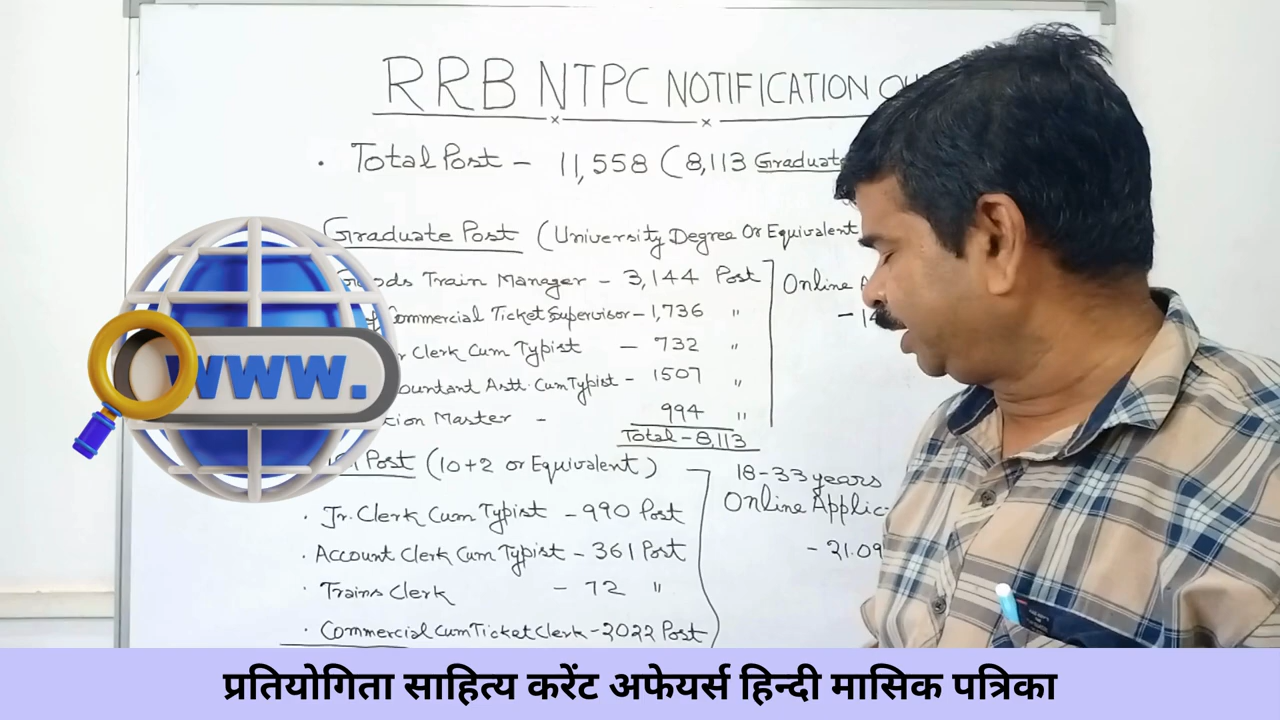 RRB NTPC NOTIFICATION
• Total Post - 11,558 (8,113 Graduate
Graduate Post (University Degree Or Equivalent
Goods Train Manager - 3,144 Post
Online
Commercial Ticket Supervisor - 1,736 "
Clerk Cum Typist - 732 "
Astt. Cum Typist - 1507 "
Master - 994 "
Total - 8,113
Post (10+2 or Equivalent)
18-33 years
Online
• Jr. Clerk Cum Typist - 990 Post
- 21.09
• Account Clerk Cum Typist - 361 Post
• Trains Clerk - 72 "
• Commercial Cum Ticket Clerk - 2022 Post
www.
प्रतियोगिता साहित्य करेंट अफेयर्स हिन्दी मासिक पत्रिका